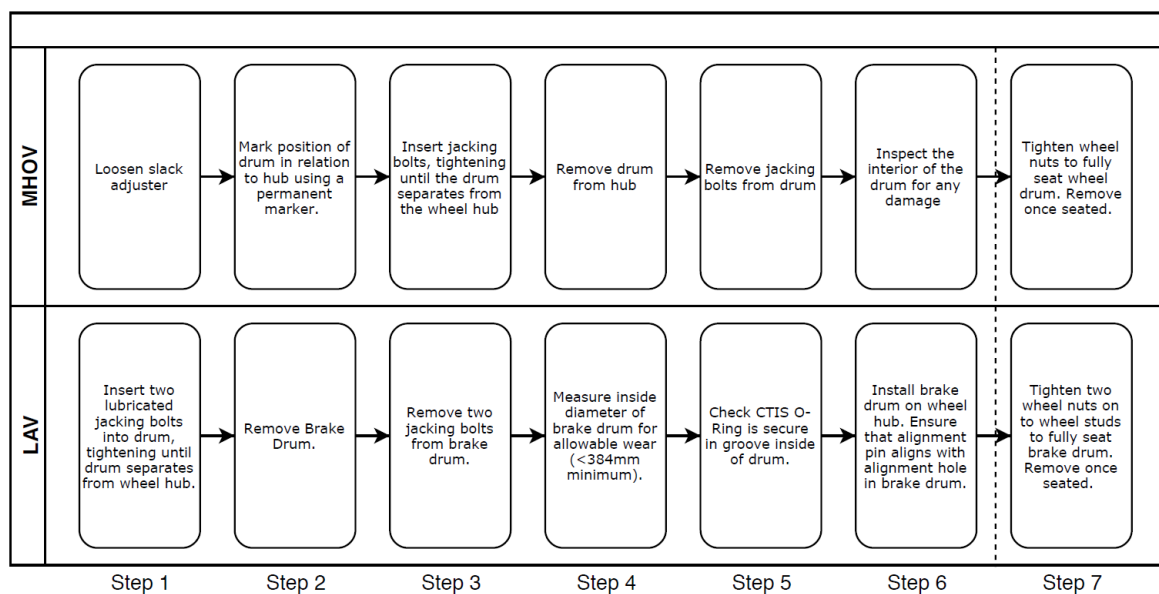 MHOV
Loosen slack
adjuster
Mark position of
drum in relation
to hub using a
permanent
marker.
Insert jacking
bolts, tightening
until the drum
separates from
the wheel hub
Remove drum
from hub
Remove jacking
bolts from drum
Inspect the
interior of the
drum for any
damage
Tighten wheel
nuts to fully
seat wheel
drum. Remove
once seated.
LAV
Insert two
lubricated
jacking bolts
into drum,
tightening until
drum separates
from wheel hub.
Remove Brake
Drum.
Remove two
jacking bolts
from brake
drum.
Measure inside
diameter of
brake drum for
allowable wear
(<384mm
minimum).
Check CTIS O-
Ring is secure
in groove inside
of drum.
Install brake
drum on wheel
hub. Ensure
that alignment
pin aligns with
alignment hole
in brake drum.
Tighten two
wheel nuts on
to wheel studs
to fully seat
brake drum.
Remove once
seated.
Step 1
Step 2
Step 3
Step 4
Step 5
Step 6
Step 7